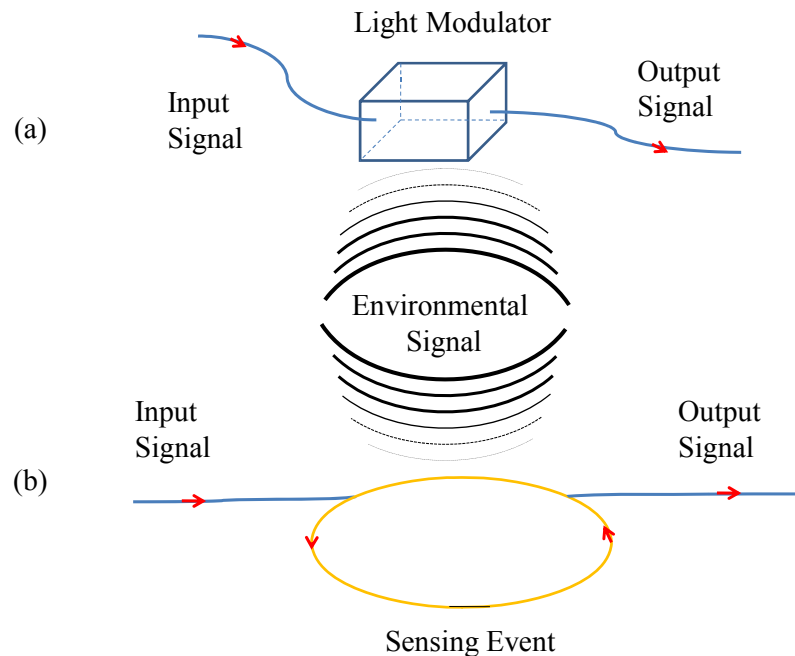 Light Modulator
Input
Signal
Output
Signal
(a)
Environmental
Signal
Input
Signal
Output
Signal
(b)
Sensing Event